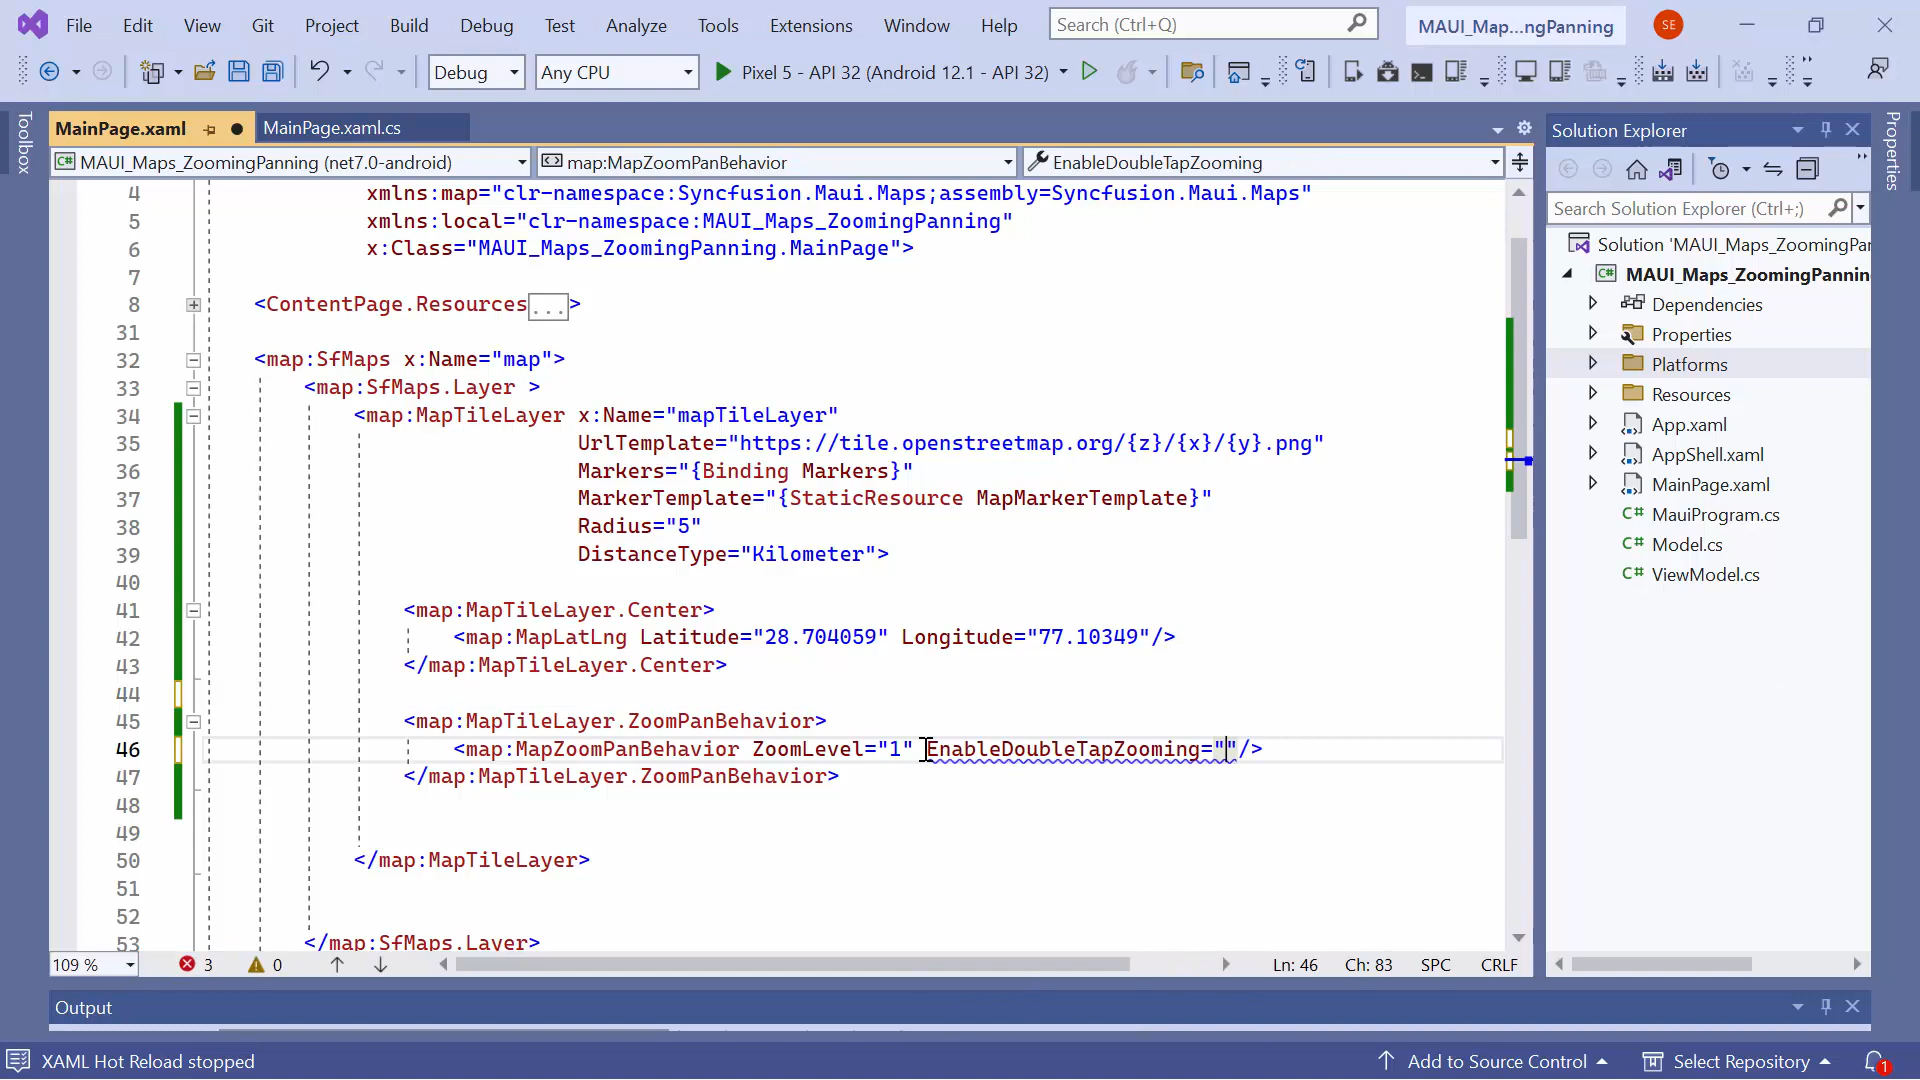 File Edit View Git Project Build Debug Test Analyze Tools Extensions Window Help Search (Ctrl+Q) MAUI_Map...ngPanning SE
Debug Any CPU Pixel 5 - API 32 (Android 12.1 - API 32)
Toolbox
MainPage.xaml MainPage.xaml.cs
MAUI_Maps_ZoomingPanning (net7.0-android) map:MapZoomPanBehavior EnableDoubleTapZooming
4 xmlns:map="clr-namespace:Syncfusion.Maui.Maps;assembly=Syncfusion.Maui.Maps"
5 xmlns:local="clr-namespace:MAUI_Maps_ZoomingPanning"
6 x:Class="MAUI_Maps_ZoomingPanning.MainPage">
7
8 <ContentPage.Resources...>
31
32 <map:SfMaps x:Name="map">
33 <map:SfMaps.Layer >
34 <map:MapTileLayer x:Name="mapTileLayer"
35 UrlTemplate="https://tile.openstreetmap.org/{z}/{x}/{y}.png"
36 Markers="{Binding Markers}"
37 MarkerTemplate="{StaticResource MapMarkerTemplate}"
38 Radius="5"
39 DistanceType="Kilometer">
40
41 <map:MapTileLayer.Center>
42 <map:MapLatLng Latitude="28.704059" Longitude="77.10349"/>
43 </map:MapTileLayer.Center>
44
45 <map:MapTileLayer.ZoomPanBehavior>
46 <map:MapZoomPanBehavior ZoomLevel="1" EnableDoubleTapZooming=""/>
47 </map:MapTileLayer.ZoomPanBehavior>
48
49
50 </map:MapTileLayer>
51
52
53 </map:SfMaps.Layer>
109 % 3 0 Ln: 46 Ch: 83 SPC CRLF
Solution Explorer
Search Solution Explorer (Ctrl+;)
Solution 'MAUI_Maps_ZoomingPan
MAUI_Maps_ZoomingPannin
Dependencies
Properties
Platforms
Resources
App.xaml
AppShell.xaml
MainPage.xaml
C# MauiProgram.cs
C# Model.cs
C# ViewModel.cs
Properties
Output
XAML Hot Reload stopped Add to Source Control Select Repository 1